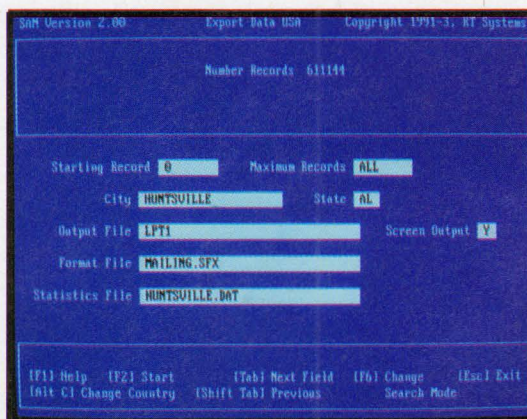 SAM Version 2.00 Export Data USA Copyright 1991-3, RT Systems
Number Records 611144
Starting Record 0 Maximum Records ALL
City HUNTSVILLE State AL
Output File LPT1 Screen Output Y
Format File MAILING.SFX
Statistics File HUNTSVILLE.DAT
[F1] Help [F2] Start [Tab] Next Field [F6] Change [Esc] Exit
[Alt C] Change Country [Shift Tab] Previous Search Mode